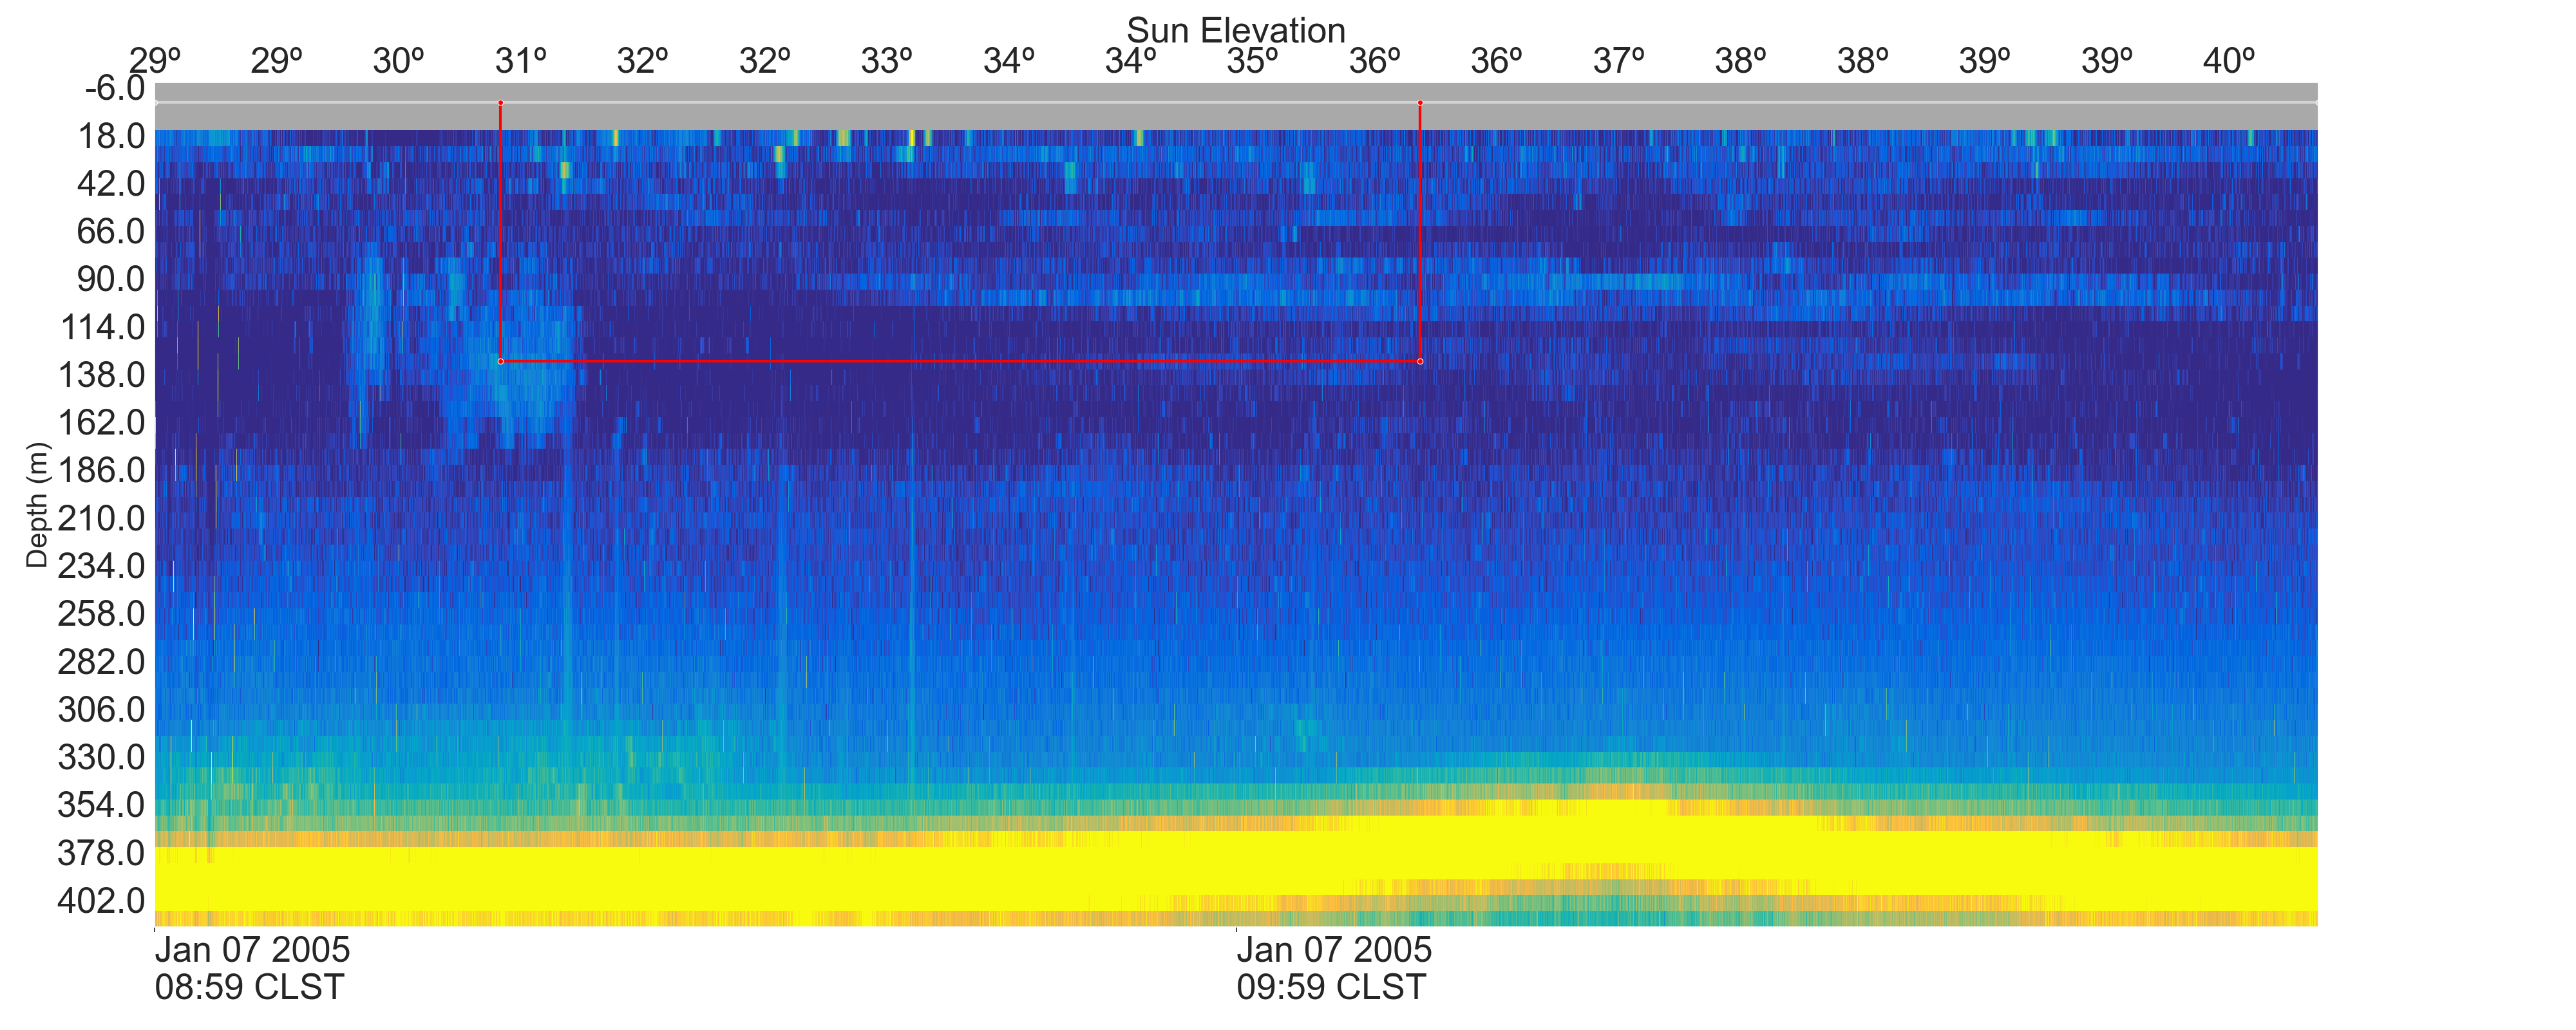 Sun Elevation
29º 29º 30º 31º 32º 32º 33º 34º 34º 35º 36º 36º 37º 38º 38º 39º 39º 40º
-6.0
18.0
42.0
66.0
90.0
114.0
138.0
162.0
186.0
210.0
234.0
258.0
282.0
306.0
330.0
354.0
378.0
402.0
Depth (m)
Jan 07 2005
08:59 CLST
Jan 07 2005
09:59 CLST